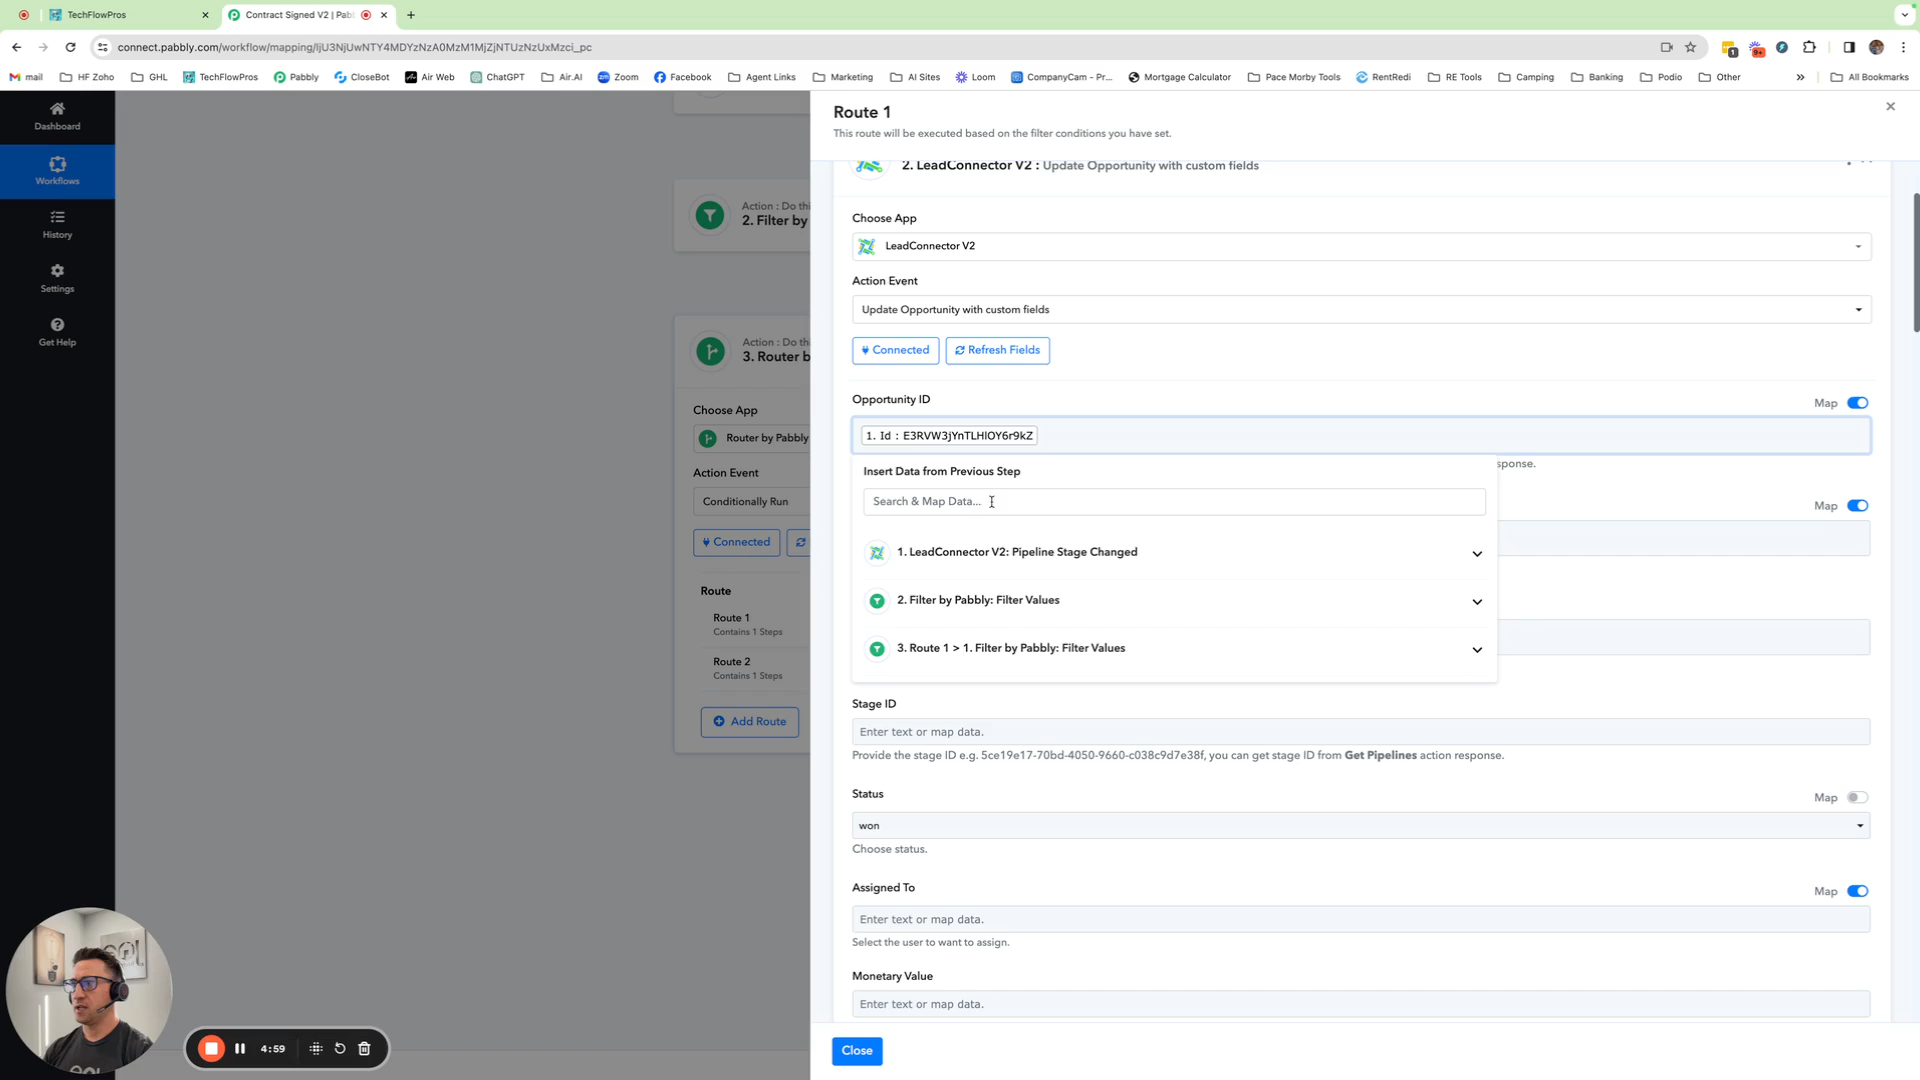 TechFlowPros
Contract Signed V2 | Pab
connect.pabbly.com/workflow/mapping/IjU3NjUwNTY4MDYzNzA0MzM1MjZjNTUzNzUxMzci_pc
1
9+
mail
HF Zoho
GHL
TechFlowPros
Pabbly
CloseBot
Air Web
ChatGPT
Air.AI
Zoom
Facebook
Agent Links
Marketing
AI Sites
Loom
CompanyCam - Pr...
Mortgage Calculator
Pace Morby Tools
RentRedi
RE Tools
Camping
Banking
Podio
Other
»
All Bookmarks
Dashboard
Workflows
History
Settings
Get Help
Action : Do thi
2. Filter by
Action : Do thi
3. Router b
Choose App
Router by Pabbly
Action Event
Conditionally Run
Connected
Route
Route 1
Contains 1 Steps
Route 2
Contains 1 Steps
Add Route
Route 1
This route will be executed based on the filter conditions you have set.
2. LeadConnector V2 : Update Opportunity with custom fields
Choose App
LeadConnector V2
Action Event
Update Opportunity with custom fields
Connected
Refresh Fields
Opportunity ID
Map
1. Id : E3RVW3jYnTLHlOY6r9kZ
Insert Data from Previous Step
sponse.
Search & Map Data...
Map
1. LeadConnector V2: Pipeline Stage Changed
2. Filter by Pabbly: Filter Values
3. Route 1 > 1. Filter by Pabbly: Filter Values
Stage ID
Enter text or map data.
Provide the stage ID e.g. 5ce19e17-70bd-4050-9660-c038c9d7e38f, you can get stage ID from Get Pipelines action response.
Status
Map
won
Choose status.
Assigned To
Map
Enter text or map data.
Select the user to want to assign.
Monetary Value
Enter text or map data.
Close
4:59